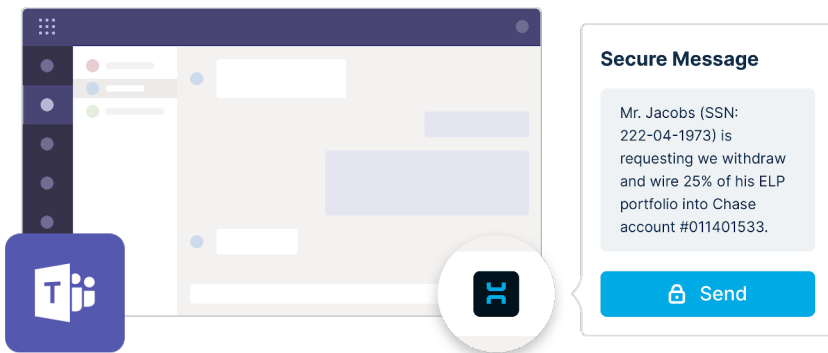 Secure Message
Mr. Jacobs (SSN:
222-04-1973) is
requesting we withdraw
and wire 25% of his ELP
portfolio into Chase
account #011401533.
Send
T